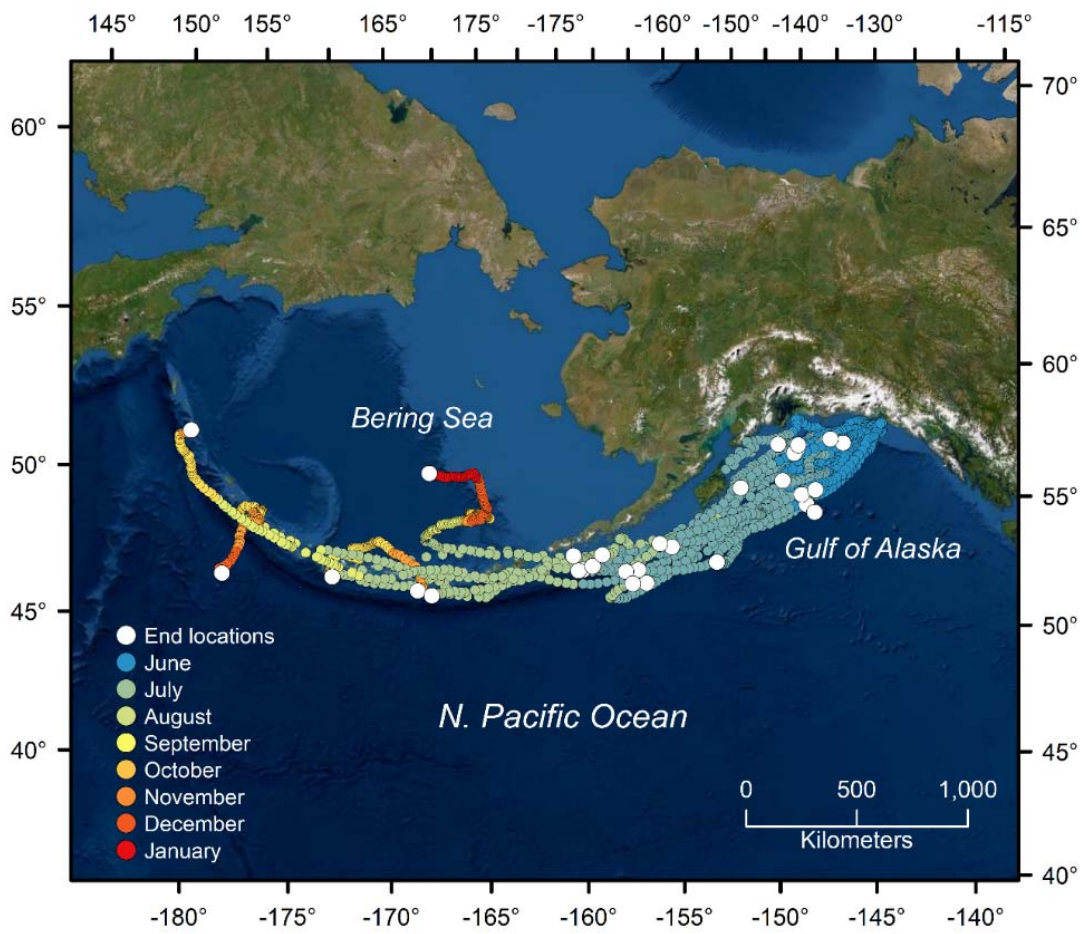 145° 150° 155° 165° 175° -175° -160° -150° -140° -130° -115°
70°
60°
65°
55°
60°
Bering Sea
50°
55°
Gulf of Alaska
45°
50°
End locations
June
July
August
September
October
November
December
January
N. Pacific Ocean
40°
45°
0 500 1,000
Kilometers
40°
-180° -175° -170° -165° -160° -155° -150° -145° -140°